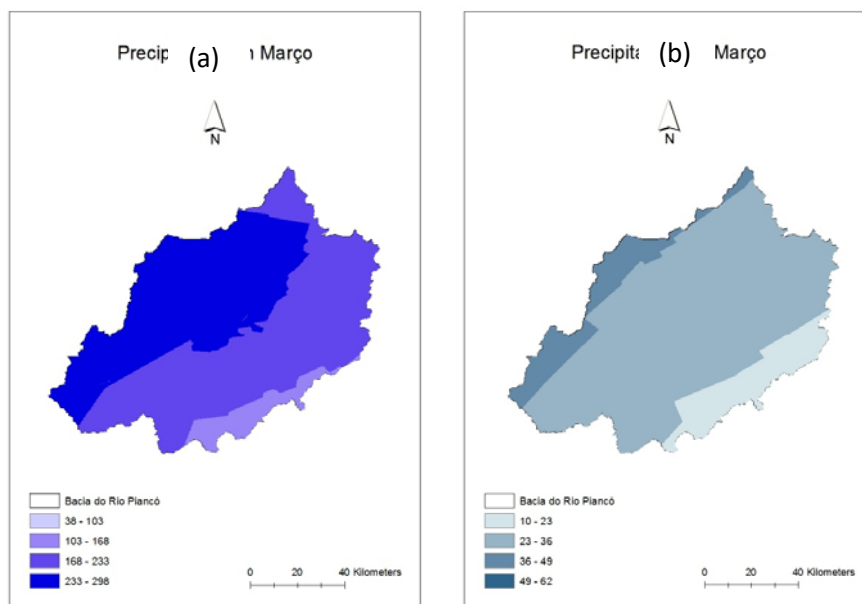 Precip (a) Março
N
Bacia do Rio Piancó
38 - 103
103 - 168
168 - 233
233 - 298
0 20 40 Kilometers
Precipita (b) Março
N
Bacia do Rio Piancó
10 - 23
23 - 36
36 - 49
49 - 62
0 20 40 Kilometers